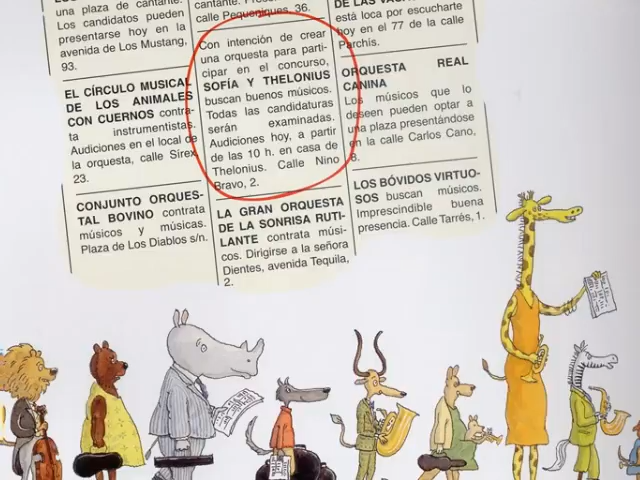 una plaza de cantante.
Los candidatos pueden
presentarse hoy en la
avenida de Los Mustang,
93.
EL CÍRCULO MUSICAL
DE LOS ANIMALES
CON CUERNOS contra-
ta instrumentistas.
Audiciones en el local de
la orquesta, calle Sirex,
23.
CONJUNTO ORQUES-
TAL BOVINO contrata
músicos y músicas.
Plaza de Los Diablos s/n.
calle Pequeniques, 36.
Con intención de crear
una orquesta para parti-
cipar en el concurso,
SOFÍA Y THELONIUS
buscan buenos músicos.
Todas las candidaturas
serán examinadas.
Audiciones hoy, a partir
de las 10 h. en casa de
Thelonius. Calle Nino
Bravo, 2.
LA GRAN ORQUESTA
DE LA SONRISA RUTI-
LANTE contrata músi-
cos. Dirigirse a la señora
Dientes, avenida Tequila,
2.
está loca por escucharte
hoy en el 77 de la calle
Parchís.
ORQUESTA REAL
CANINA
Los músicos que lo
deseen pueden optar a
una plaza presentándose
en la calle Carlos Cano,
8.
LOS BÓVIDOS VIRTUO-
SOS buscan músicos.
Imprescindible buena
presencia. Calle Tarrés, 1.